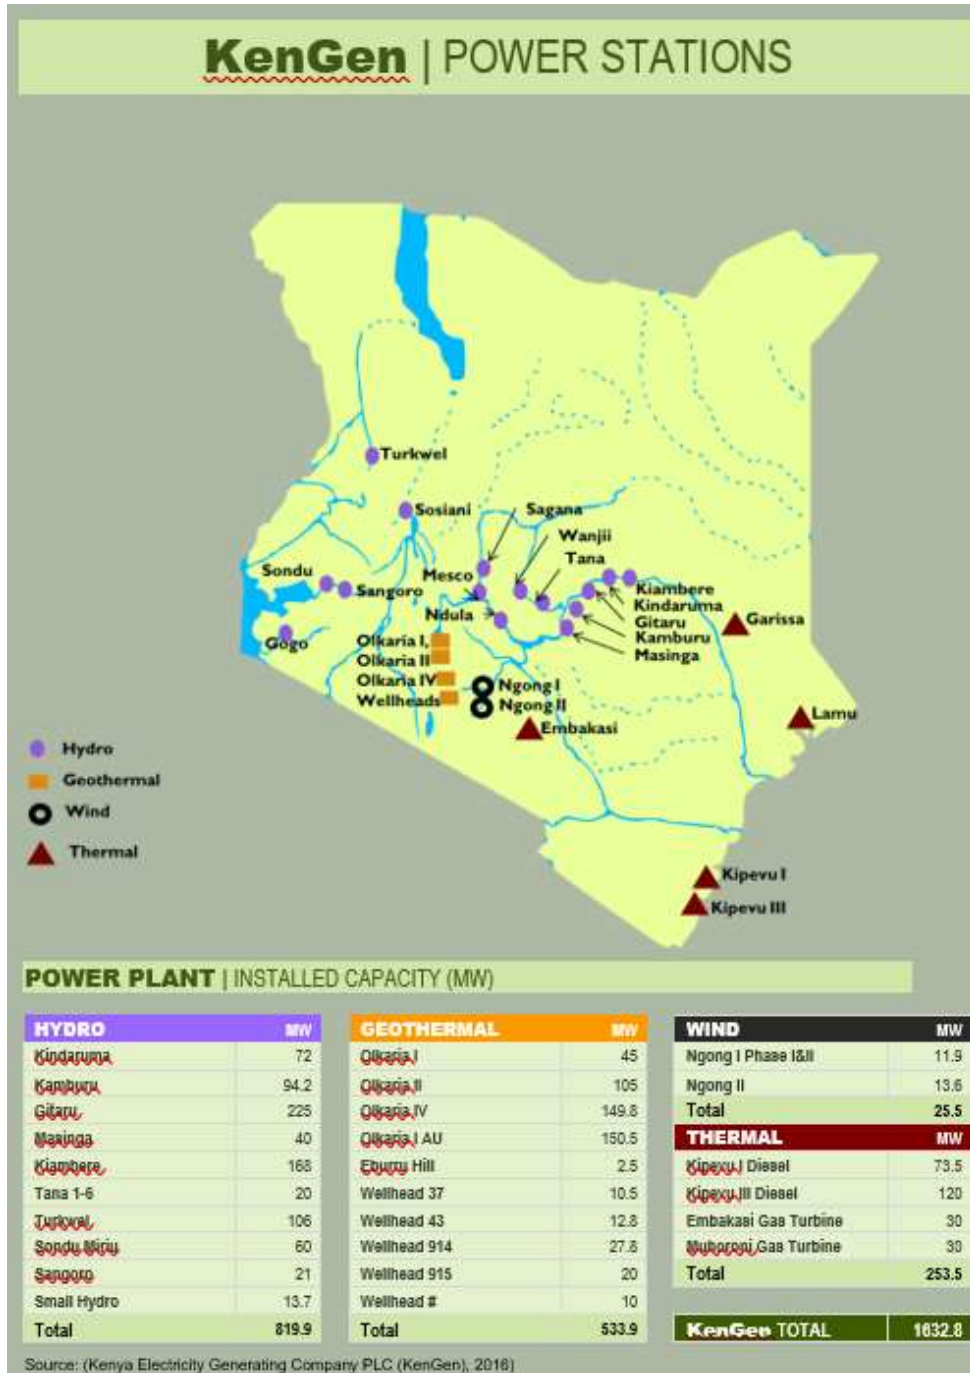 KenGen | POWER STATIONS
Turkwel
Sosiani
Sagana
Wanjii
Tana
Sondu
Mesco
Sangoro
Kiambere
Kindaruma
Ndula
Gitaru
Garissa
Gogo
Olkaria I,
Kamburu
Olkaria II
Masinga
Olkaria IV
Ngong I
Wellheads
Ngong II
Lamu
Embakasi
Hydro
Geothermal
Wind
Thermal
Kipevu I
Kipevu III
POWER PLANT | INSTALLED CAPACITY (MW)
HYDRO MW
Kindaruma 72
Kamburu 94.2
Gitaru 225
Masinga 40
Kiambere 168
Tana 1-6 20
Turkwel 106
Sondu Miriu 60
Sangoro 21
Small Hydro 13.7
Total 819.9
GEOTHERMAL MW
Olkaria I 45
Olkaria II 105
Olkaria IV 149.8
Olkaria I AU 150.5
Eburru Hill 2.5
Wellhead 37 10.5
Wellhead 43 12.8
Wellhead 914 27.8
Wellhead 915 20
Wellhead # 10
Total 533.9
WIND MW
Ngong I Phase I&II 11.9
Ngong II 13.6
Total 25.5
THERMAL MW
Kipevu I Diesel 73.5
Kipevu III Diesel 120
Embakasi Gas Turbine 30
Muhoroni Gas Turbine 30
Total 253.5
KenGen TOTAL 1632.8
Source: (Kenya Electricity Generating Company PLC (KenGen), 2016)